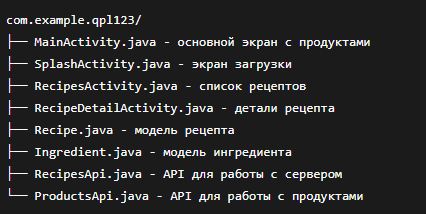 com.example.qpl123/
├── MainActivity.java - основной экран с продуктами
├── SplashActivity.java - экран загрузки
├── RecipesActivity.java - список рецептов
├── RecipeDetailActivity.java - детали рецепта
├── Recipe.java - модель рецепта
├── Ingredient.java - модель ингредиента
├── RecipesApi.java - API для работы с сервером
└── ProductsApi.java - API для работы с продуктами